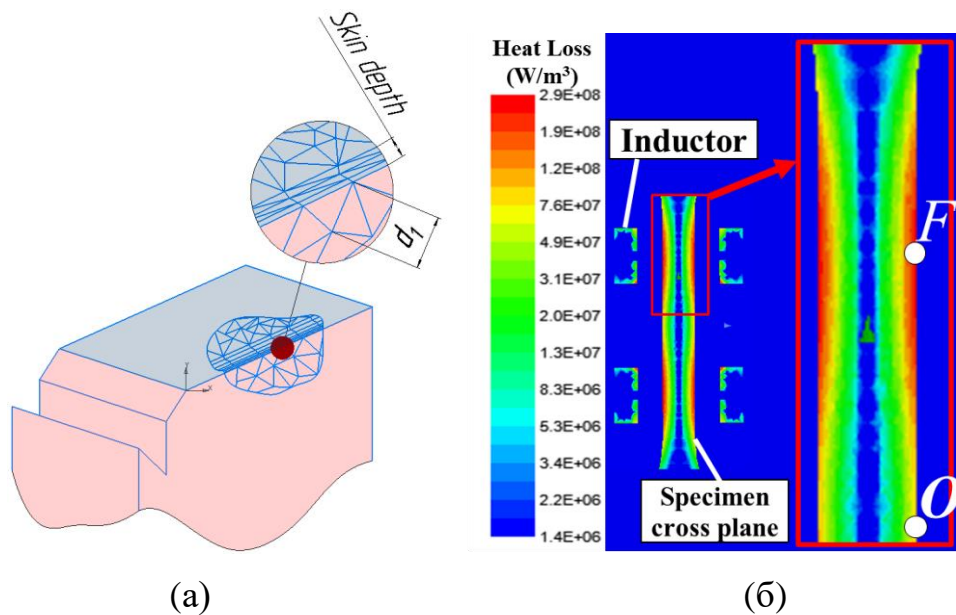 Skin depth
d1
Y
X
Heat Loss
(W/m³)
2.9E+08
1.9E+08
1.2E+08
7.6E+07
4.9E+07
3.1E+07
2.0E+07
1.3E+07
8.3E+06
5.3E+06
3.4E+06
2.2E+06
1.4E+06
Inductor
Specimen
cross plane
F
O
(а)
(б)